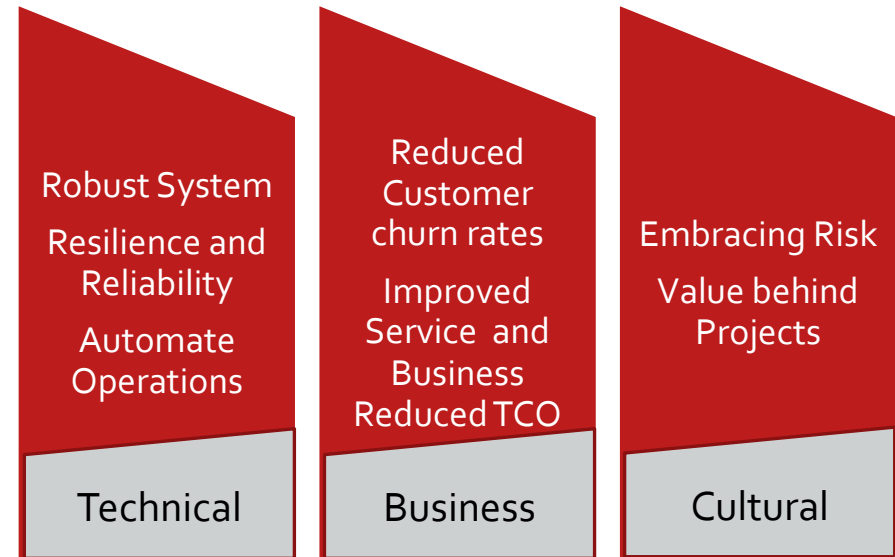 Robust System
Resilience and
Reliability
Automate
Operations
Technical
Reduced
Customer
churn rates
Improved
Service and
Business
Reduced TCO
Business
Embracing Risk
Value behind
Projects
Cultural